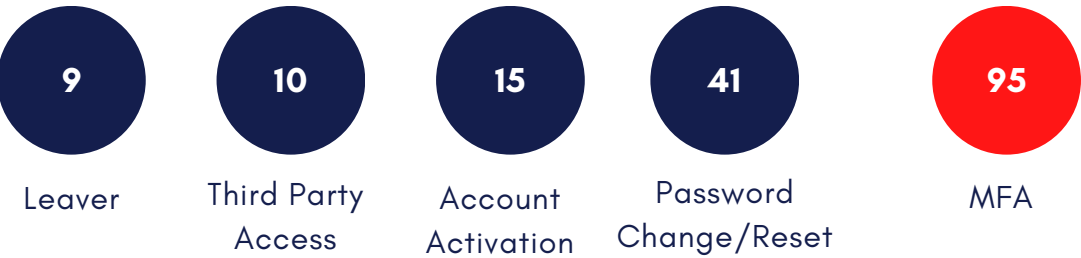 9
10
15
41
95
Leaver
Third Party
Access
Account
Activation
Password
Change/Reset
MFA